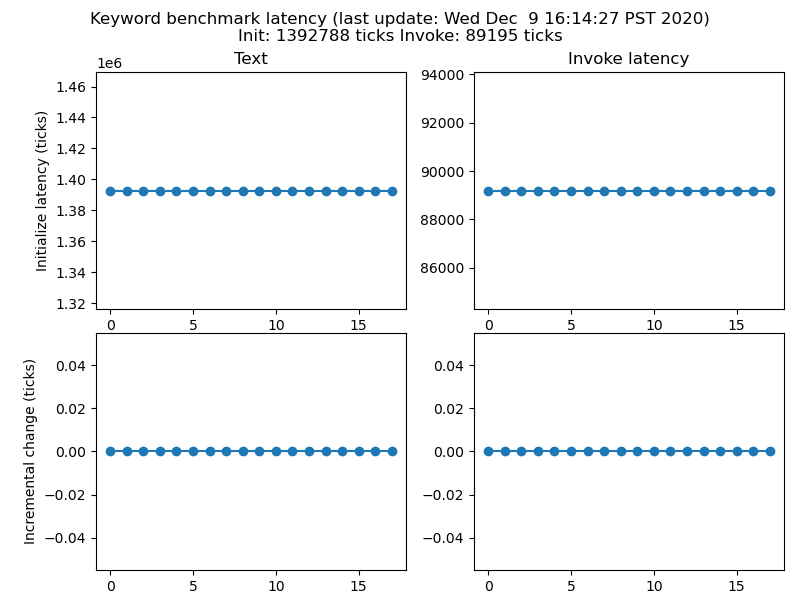 Keyword benchmark latency (last update: Wed Dec  9 16:14:27 PST 2020)
Init: 1392788 ticks Invoke: 89195 ticks
Text
1e6
Initialize latency (ticks)
1.46
1.44
1.42
1.40
1.38
1.36
1.34
1.32
0 5 10 15
Invoke latency
94000
92000
90000
88000
86000
0 5 10 15
Incremental change (ticks)
0.04
0.02
0.00
−0.02
−0.04
0 5 10 15
0.04
0.02
0.00
−0.02
−0.04
0 5 10 15